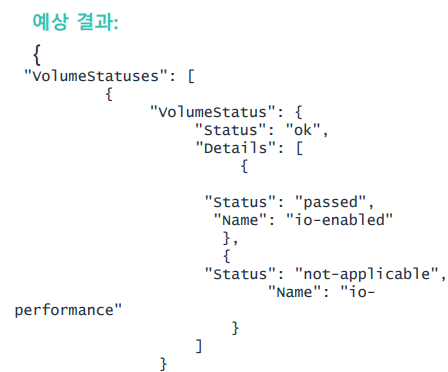 예상 결과:
{
"VolumeStatuses": [
{
"VolumeStatus": {
"Status": "ok",
"Details": [
{
"Status": "passed",
"Name": "io-enabled"
},
{
"Status": "not-applicable",
"Name": "io-
performance"
}
]
}